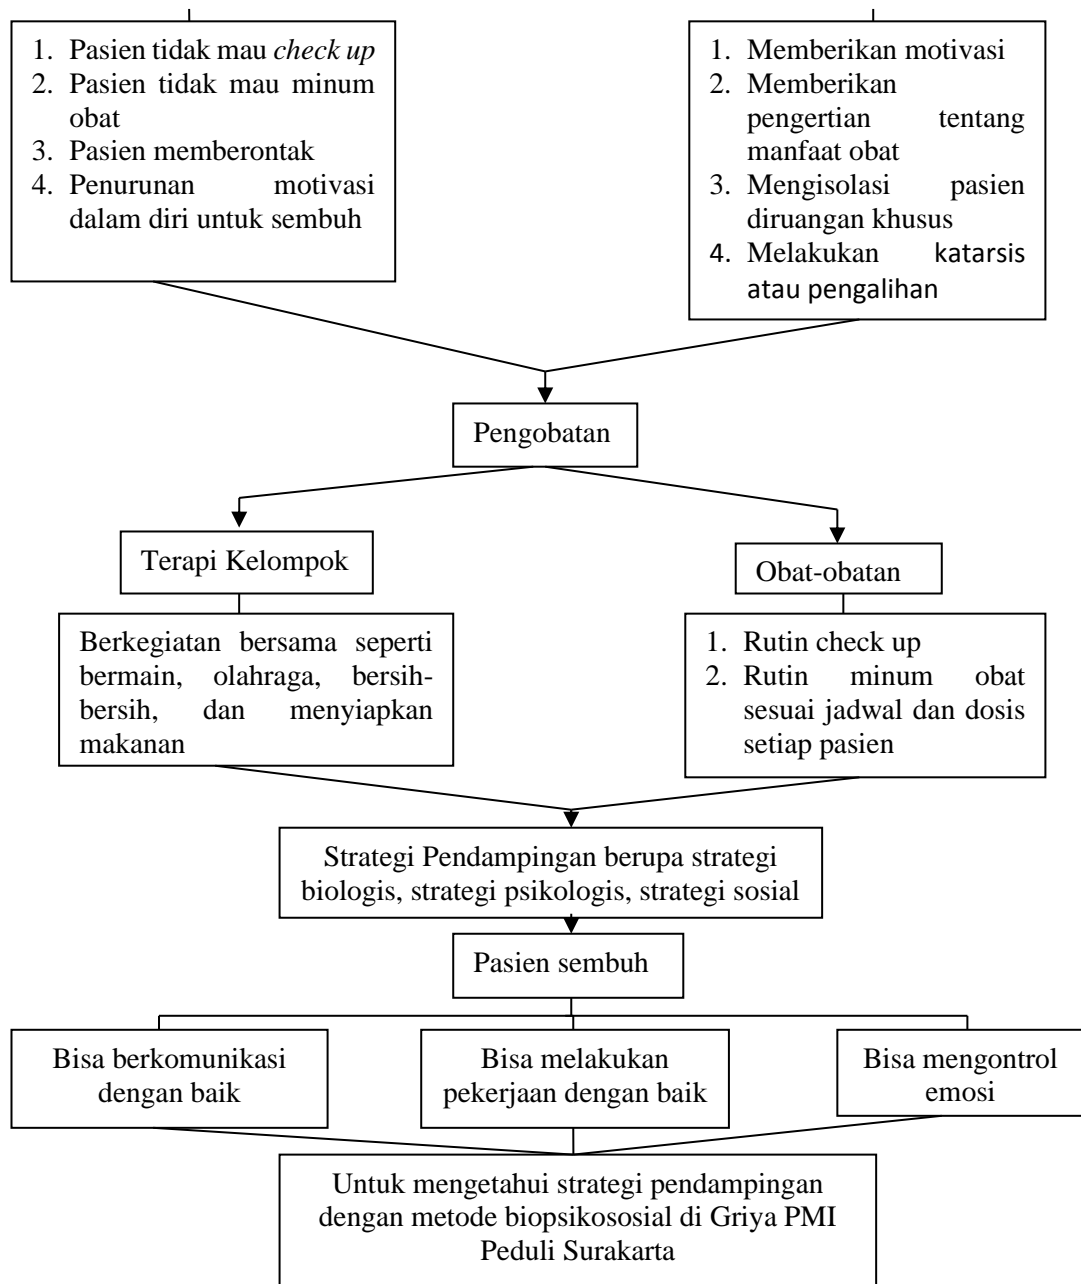 1. Pasien tidak mau check up
2. Pasien tidak mau minum
obat
3. Pasien memberontak
4. Penurunan motivasi
dalam diri untuk sembuh
1. Memberikan motivasi
2. Memberikan
pengertian tentang
manfaat obat
3. Mengisolasi pasien
diruangan khusus
4. Melakukan katarsis
atau pengalihan
Pengobatan
Terapi Kelompok
Obat-obatan
Berkegiatan bersama seperti
bermain, olahraga, bersih-
bersih, dan menyiapkan
makanan
1. Rutin check up
2. Rutin minum obat
sesuai jadwal dan dosis
setiap pasien
Strategi Pendampingan berupa strategi
biologis, strategi psikologis, strategi sosial
Pasien sembuh
Bisa berkomunikasi
dengan baik
Bisa melakukan
pekerjaan dengan baik
Bisa mengontrol
emosi
Untuk mengetahui strategi pendampingan
dengan metode biopsikososial di Griya PMI
Peduli Surakarta